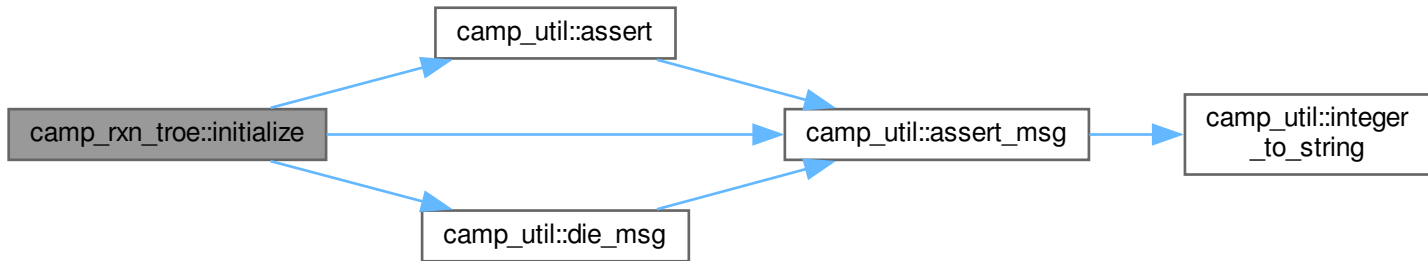 camp_util::assert
camp_rxn_troe::initialize
camp_util::assert_msg
camp_util::integer
_to_string
camp_util::die_msg